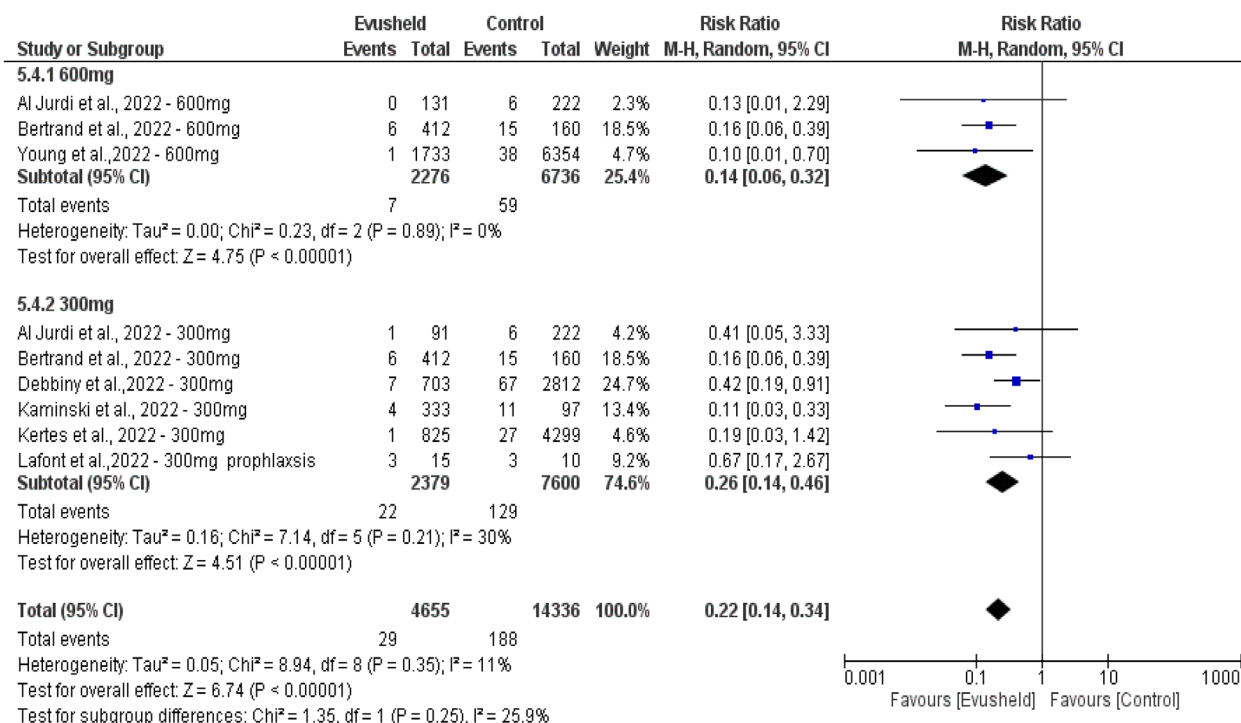 Evusheld Control Risk Ratio Risk Ratio
Study or Subgroup Events Total Events Total Weight M-H, Random, 95% CI M-H, Random, 95% CI
5.4.1 600mg
Al Jurdi et al., 2022 - 600mg 0 131 6 222 2.3% 0.13 [0.01, 2.29]
Bertrand et al., 2022 - 600mg 6 412 15 160 18.5% 0.16 [0.06, 0.39]
Young et al.,2022 - 600mg 1 1733 38 6354 4.7% 0.10 [0.01, 0.70]
Subtotal (95% CI) 2276 6736 25.4% 0.14 [0.06, 0.32]
Total events 7 59
Heterogeneity: Tau² = 0.00; Chi² = 0.23, df = 2 (P = 0.89); I² = 0%
Test for overall effect: Z = 4.75 (P < 0.00001)
5.4.2 300mg
Al Jurdi et al., 2022 - 300mg 1 91 6 222 4.2% 0.41 [0.05, 3.33]
Bertrand et al., 2022 - 300mg 6 412 15 160 18.5% 0.16 [0.06, 0.39]
Debbiny et al.,2022 - 300mg 7 703 67 2812 24.7% 0.42 [0.19, 0.91]
Kaminski et al., 2022 - 300mg 4 333 11 97 13.4% 0.11 [0.03, 0.33]
Kertes et al., 2022 - 300mg 1 825 27 4299 4.6% 0.19 [0.03, 1.42]
Lafont et al.,2022 - 300mg prophlaxsis 3 15 3 10 9.2% 0.67 [0.17, 2.67]
Subtotal (95% CI) 2379 7600 74.6% 0.26 [0.14, 0.46]
Total events 22 129
Heterogeneity: Tau² = 0.16; Chi² = 7.14, df = 5 (P = 0.21); I² = 30%
Test for overall effect: Z = 4.51 (P < 0.00001)
Total (95% CI) 4655 14336 100.0% 0.22 [0.14, 0.34]
Total events 29 188
Heterogeneity: Tau² = 0.05; Chi² = 8.94, df = 8 (P = 0.35); I² = 11%
Test for overall effect: Z = 6.74 (P < 0.00001)
Test for subgroup differences: Chi² = 1.35, df = 1 (P = 0.25), I² = 25.9%
0.001 0.1 1 10 1000
Favours [Evusheld] Favours [Control]